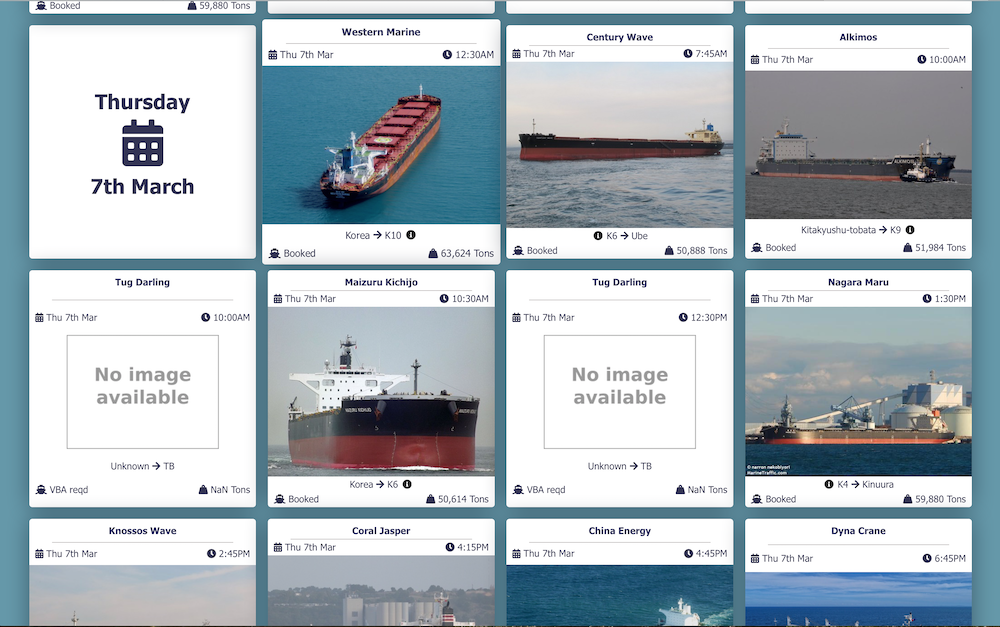 Booked 59,880 Tons
Thursday
7th March
Western Marine
Thu 7th Mar 12:30AM
Korea → K10
Booked 63,624 Tons
Century Wave
Thu 7th Mar 7:45AM
K6 → Ube
Booked 50,888 Tons
Alkimos
Thu 7th Mar 10:00AM
ALKIMOS
Kitakyushu-tobata → K9
Booked 51,984 Tons
Tug Darling
Thu 7th Mar 10:00AM
No image
available
Unknown → TB
VBA reqd NaN Tons
Maizuru Kichijo
Thu 7th Mar 10:30AM
MAIZURU KICHIJO
Korea → K6
Booked 50,614 Tons
Tug Darling
Thu 7th Mar 12:30PM
No image
available
Unknown → TB
VBA reqd NaN Tons
Nagara Maru
Thu 7th Mar 1:30PM
© narran nekobiyori
MarineTraffic.com
K4 → Kinuura
Booked 59,880 Tons
Knossos Wave
Thu 7th Mar 2:45PM
Coral Jasper
Thu 7th Mar 4:15PM
China Energy
Thu 7th Mar 4:45PM
Dyna Crane
Thu 7th Mar 6:45PM